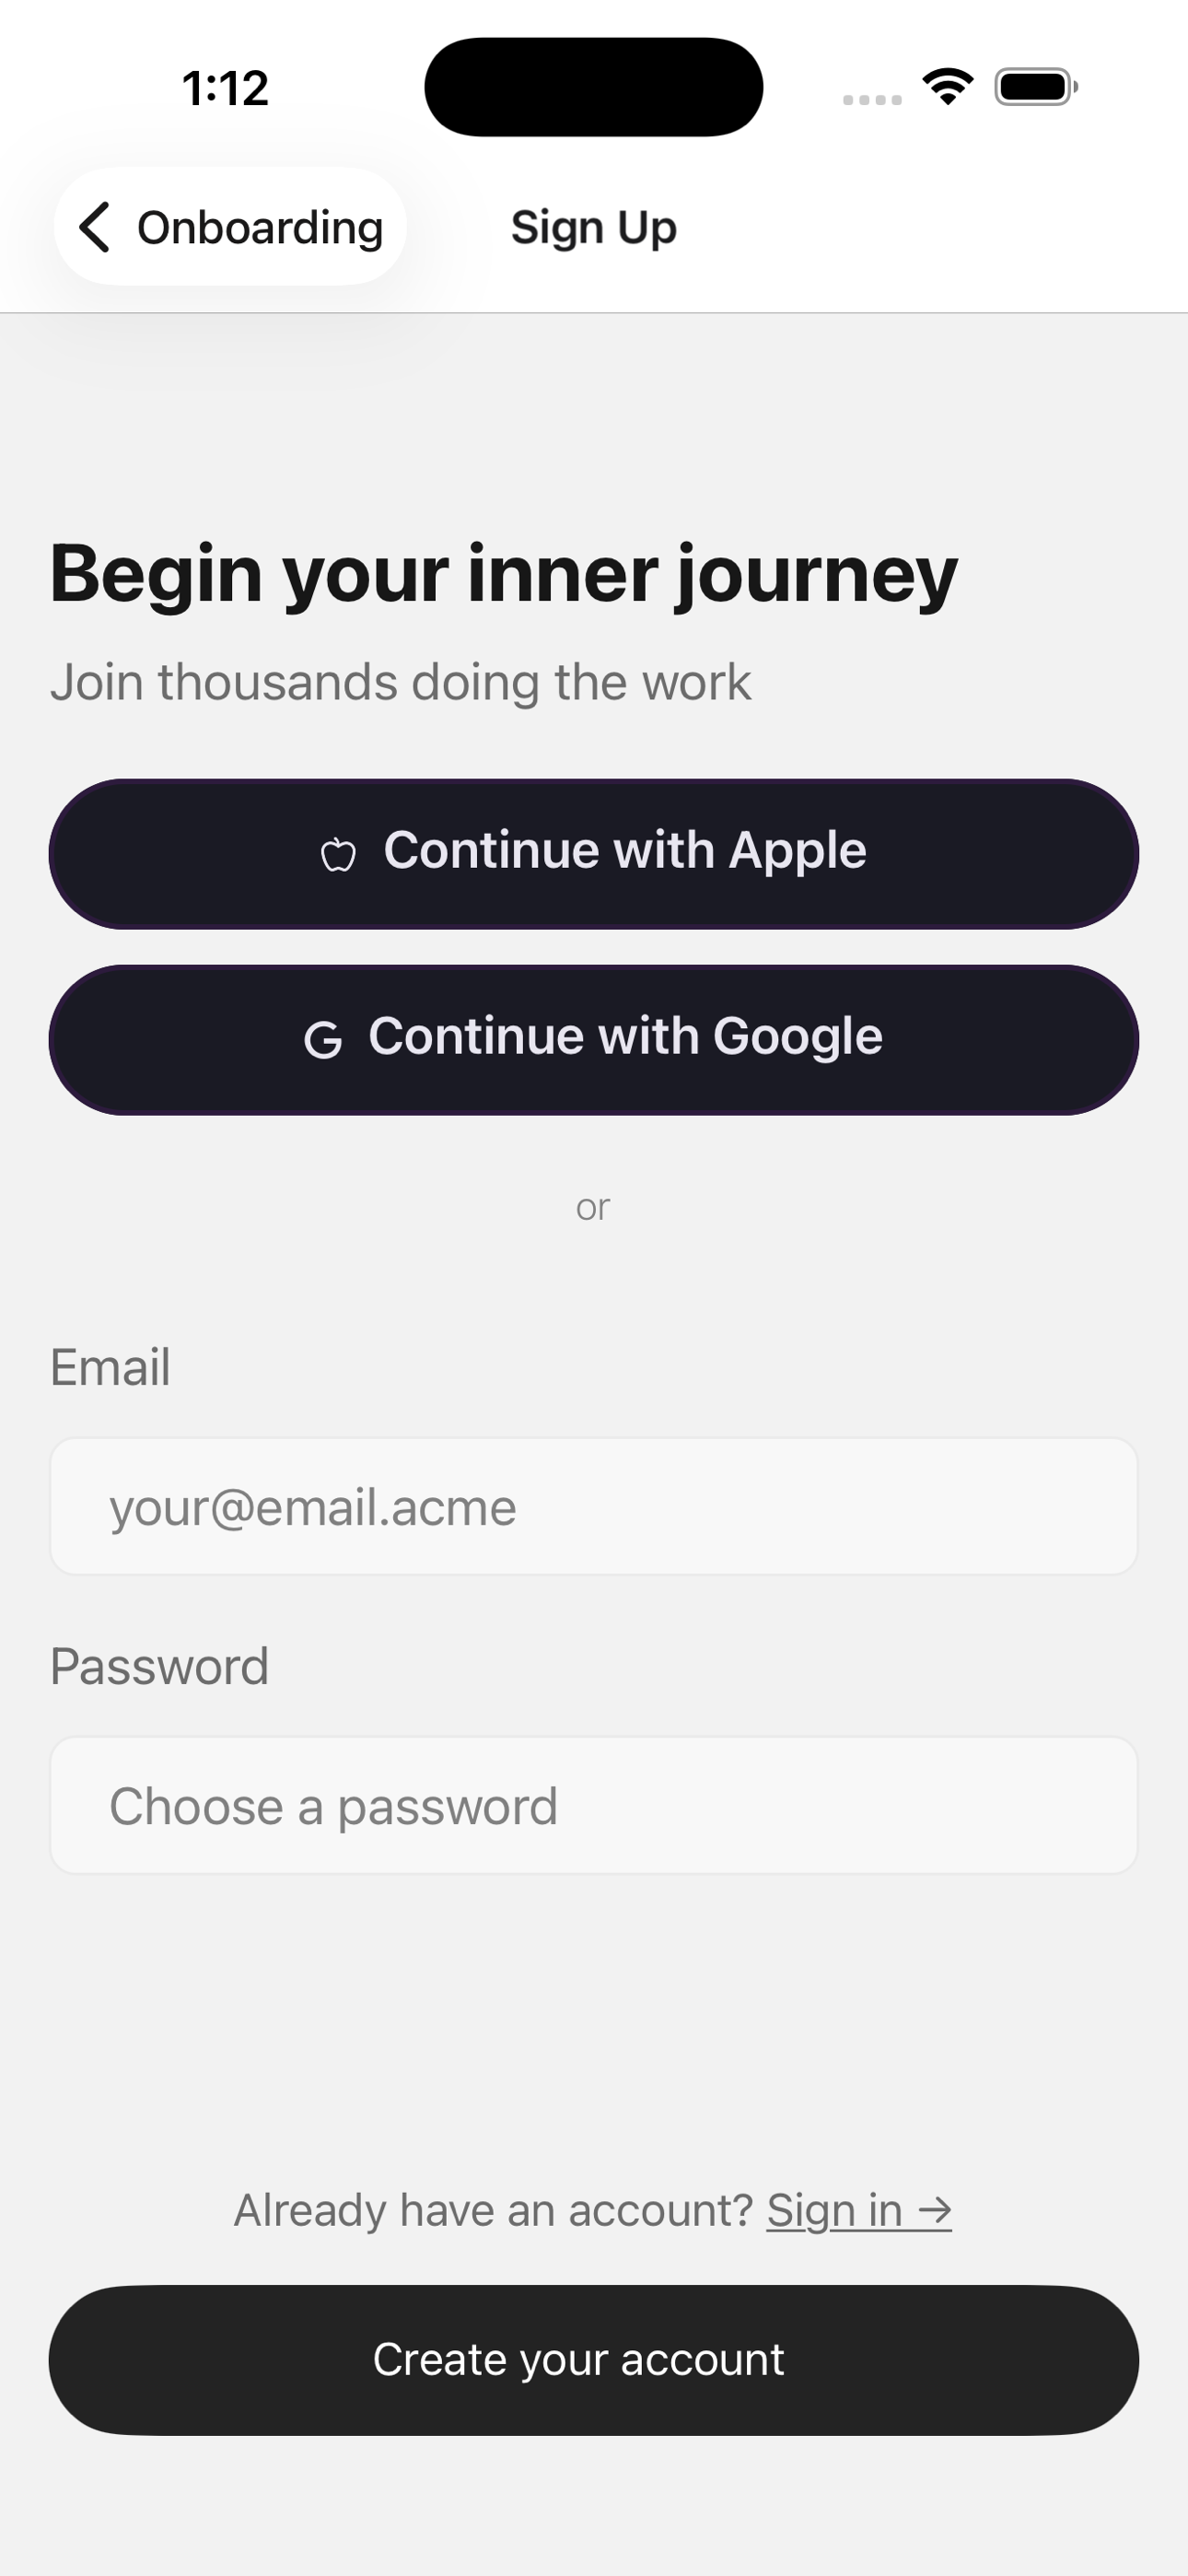 1:12
Onboarding
Sign Up
Begin your inner journey
Join thousands doing the work
Continue with Apple
Continue with Google
or
Email
your@email.acme
Password
Choose a password
Already have an account? Sign in →
Create your account